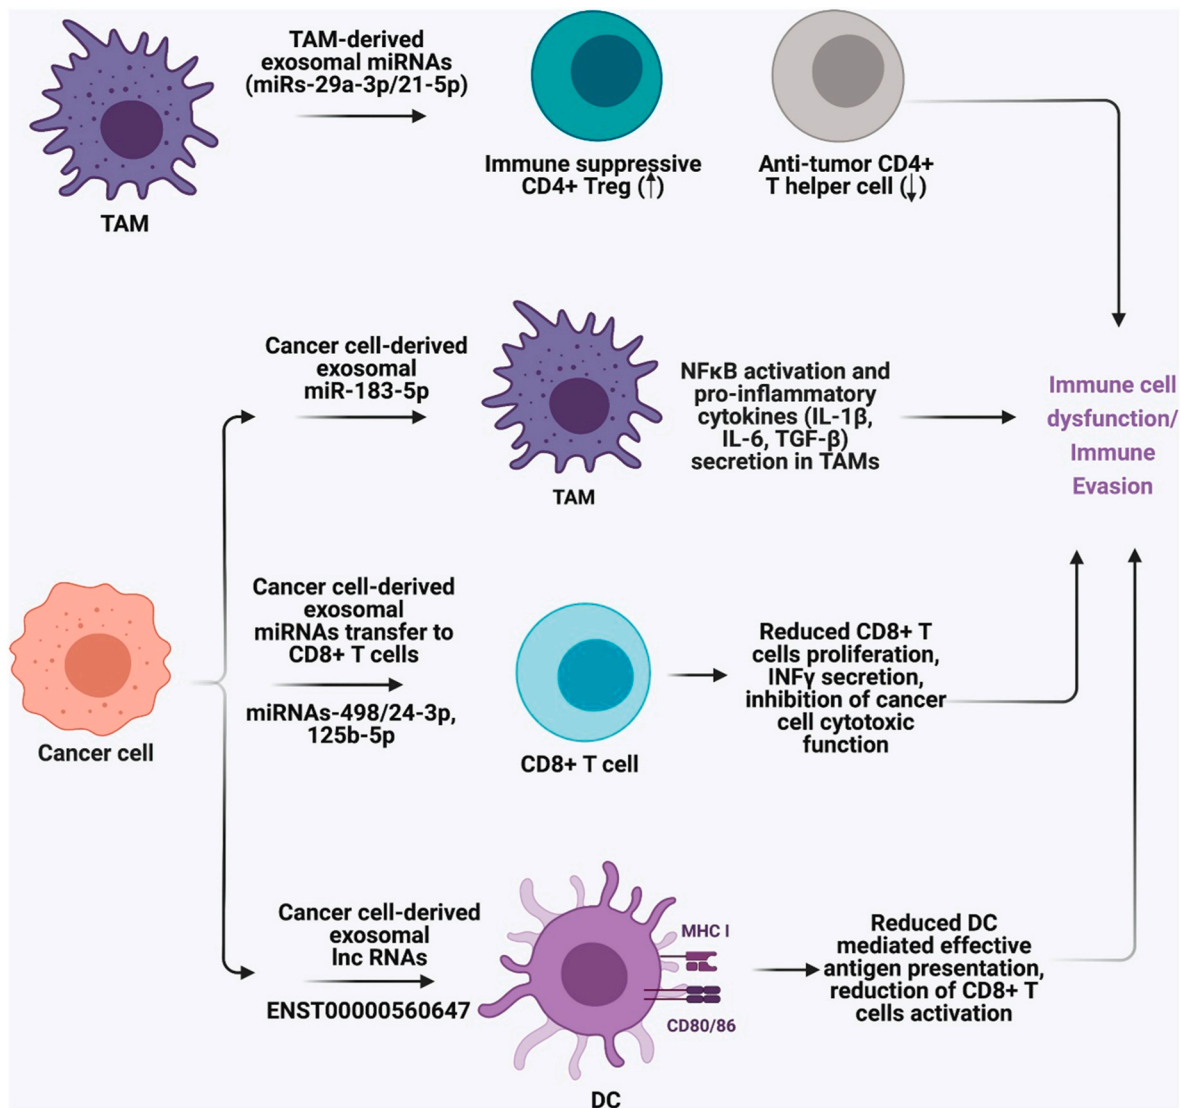 TAM-derived
exosomal miRNAs
(miRs-29a-3p/21-5p)
TAM
Immune suppressive
CD4+ Treg (↑)
Anti-tumor CD4+
T helper cell (↓)
Cancer cell-derived
exosomal
miR-183-5p
TAM
NFκB activation and
pro-inflammatory
cytokines (IL-1β,
IL-6, TGF-β)
secretion in TAMs
Immune cell
dysfunction/
Immune
Evasion
Cancer cell
Cancer cell-derived
exosomal
miRNAs transfer to
CD8+ T cells
miRNAs-498/24-3p,
125b-5p
CD8+ T cell
Reduced CD8+ T
cells proliferation,
INFγ secretion,
inhibition of cancer
cell cytotoxic
function
Cancer cell-derived
exosomal
lnc RNAs
ENST00000560647
MHC I
CD80/86
DC
Reduced DC
mediated effective
antigen presentation,
reduction of CD8+ T
cells activation